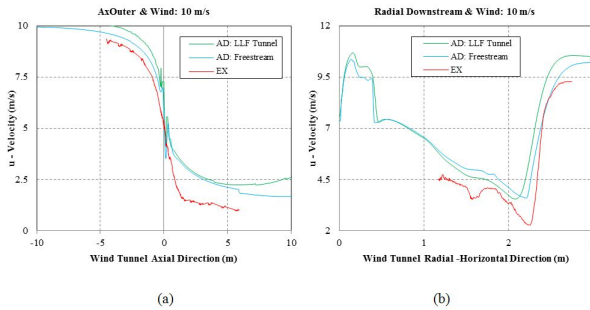 AxOuter & Wind: 10 m/s
10
7.5
5
2.5
0
-10
-5
0
5
10
u - Velocity (m/s)
Wind Tunnel Axial Direction (m)
AD: LLF Tunnel
AD: Freestream
EX
(a)
Radial Downstream & Wind: 10 m/s
12
9.5
7
4.5
2
0
1
2
u - Velocity (m/s)
Wind Tunnel Radial -Horizontal Direction (m)
AD: LLF Tunnel
AD: Freestream
EX
(b)